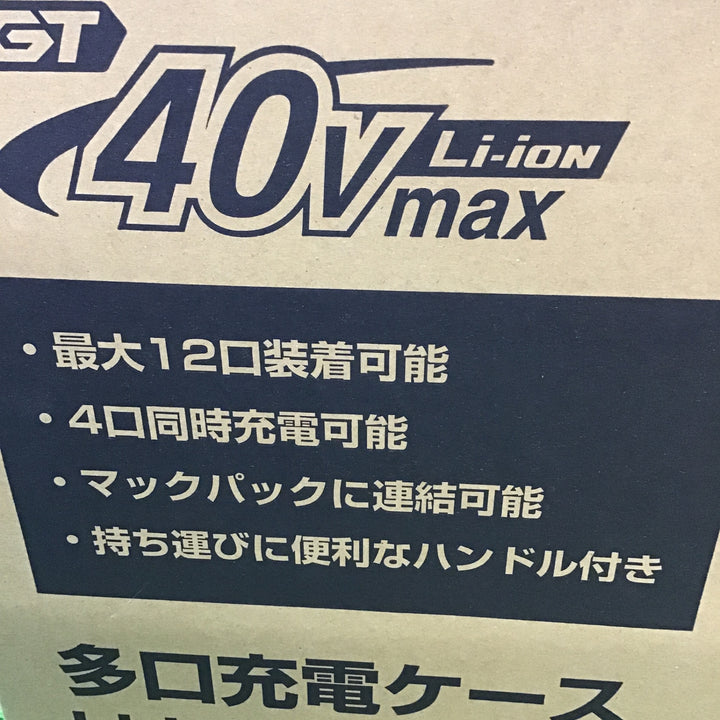 GT
40Vmax Li-ion
・最大12口装着可能
・4口同時充電可能
・マックパックに連結可能
・持ち運びに便利なハンドル付き
多口充電ケース